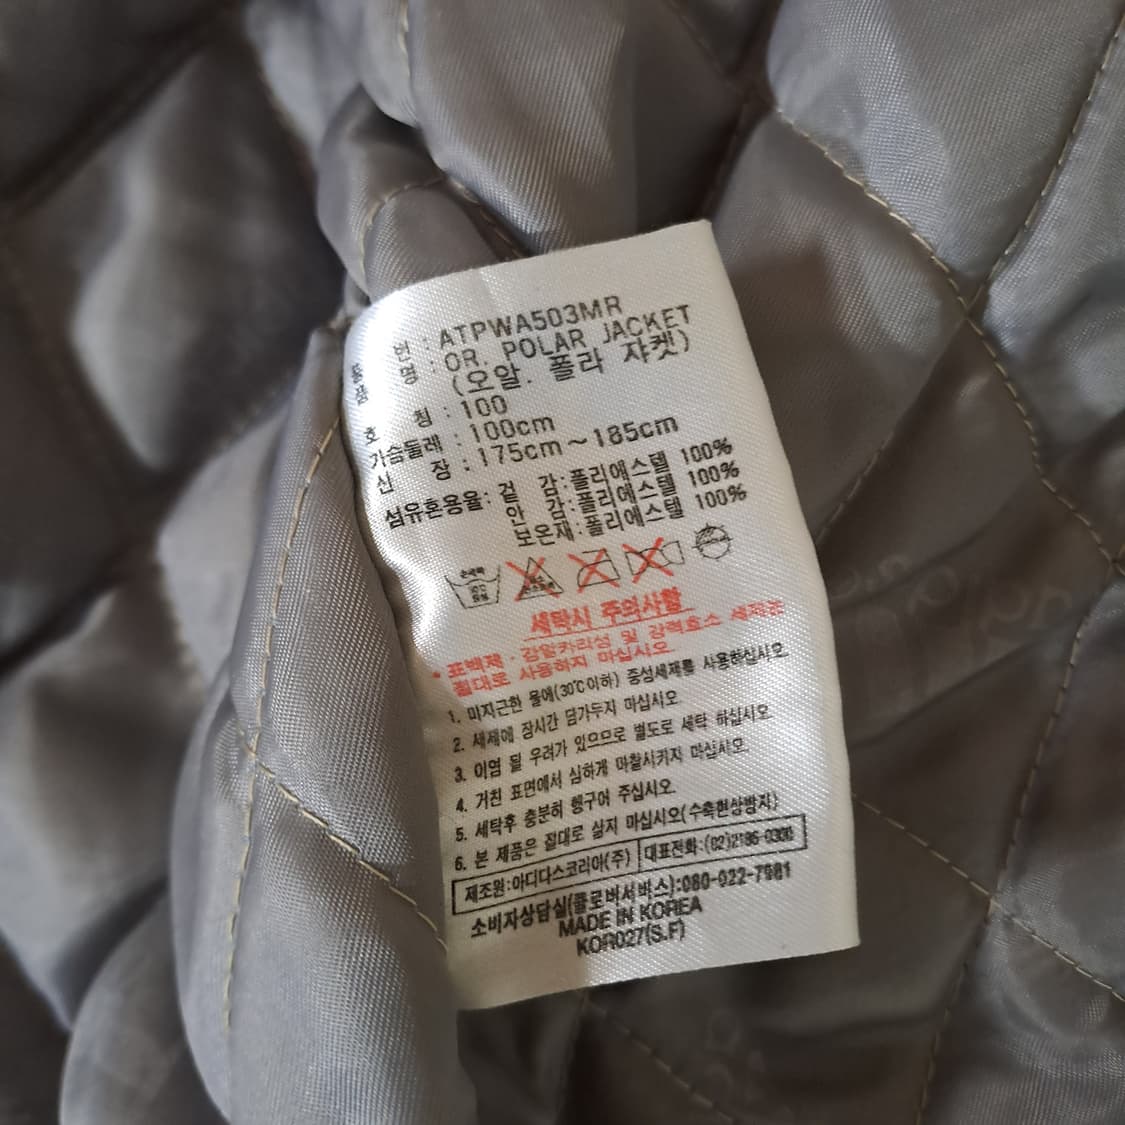 품 번 : ATPWA503MR
품 명 : OR. POLAR JACKET
(오알. 폴라 쟈켓)
호 칭 : 100
가슴둘레 : 100cm
신 장 : 175cm~185cm
섬유혼용율: 겉 감:폴리에스텔 100%
안 감:폴리에스텔 100%
보온재:폴리에스텔 100%
손세탁
세탁시 주의사항
* 표백제·강알카리성 및 강력효소 세제는
절대로 사용하지 마십시오.
1. 미지근한 물에(30℃이하) 중성세제를 사용하십시오.
2. 세제에 장시간 담가두지 마십시오.
3. 이염 될 우려가 있으므로 별도로 세탁 하십시오.
4. 거친 표면에서 심하게 마찰시키지 마십시오.
5. 세탁후 충분히 헹구어 주십시오.
6. 본 제품은 절대로 삶지 마십시오(수축현상방지)
제조원:아디다스코리아(주) 대표전화:(02)2186-0300
소비자상담실(클로버서비스):080-022-7981
MADE IN KOREA
KOR027(S.F)